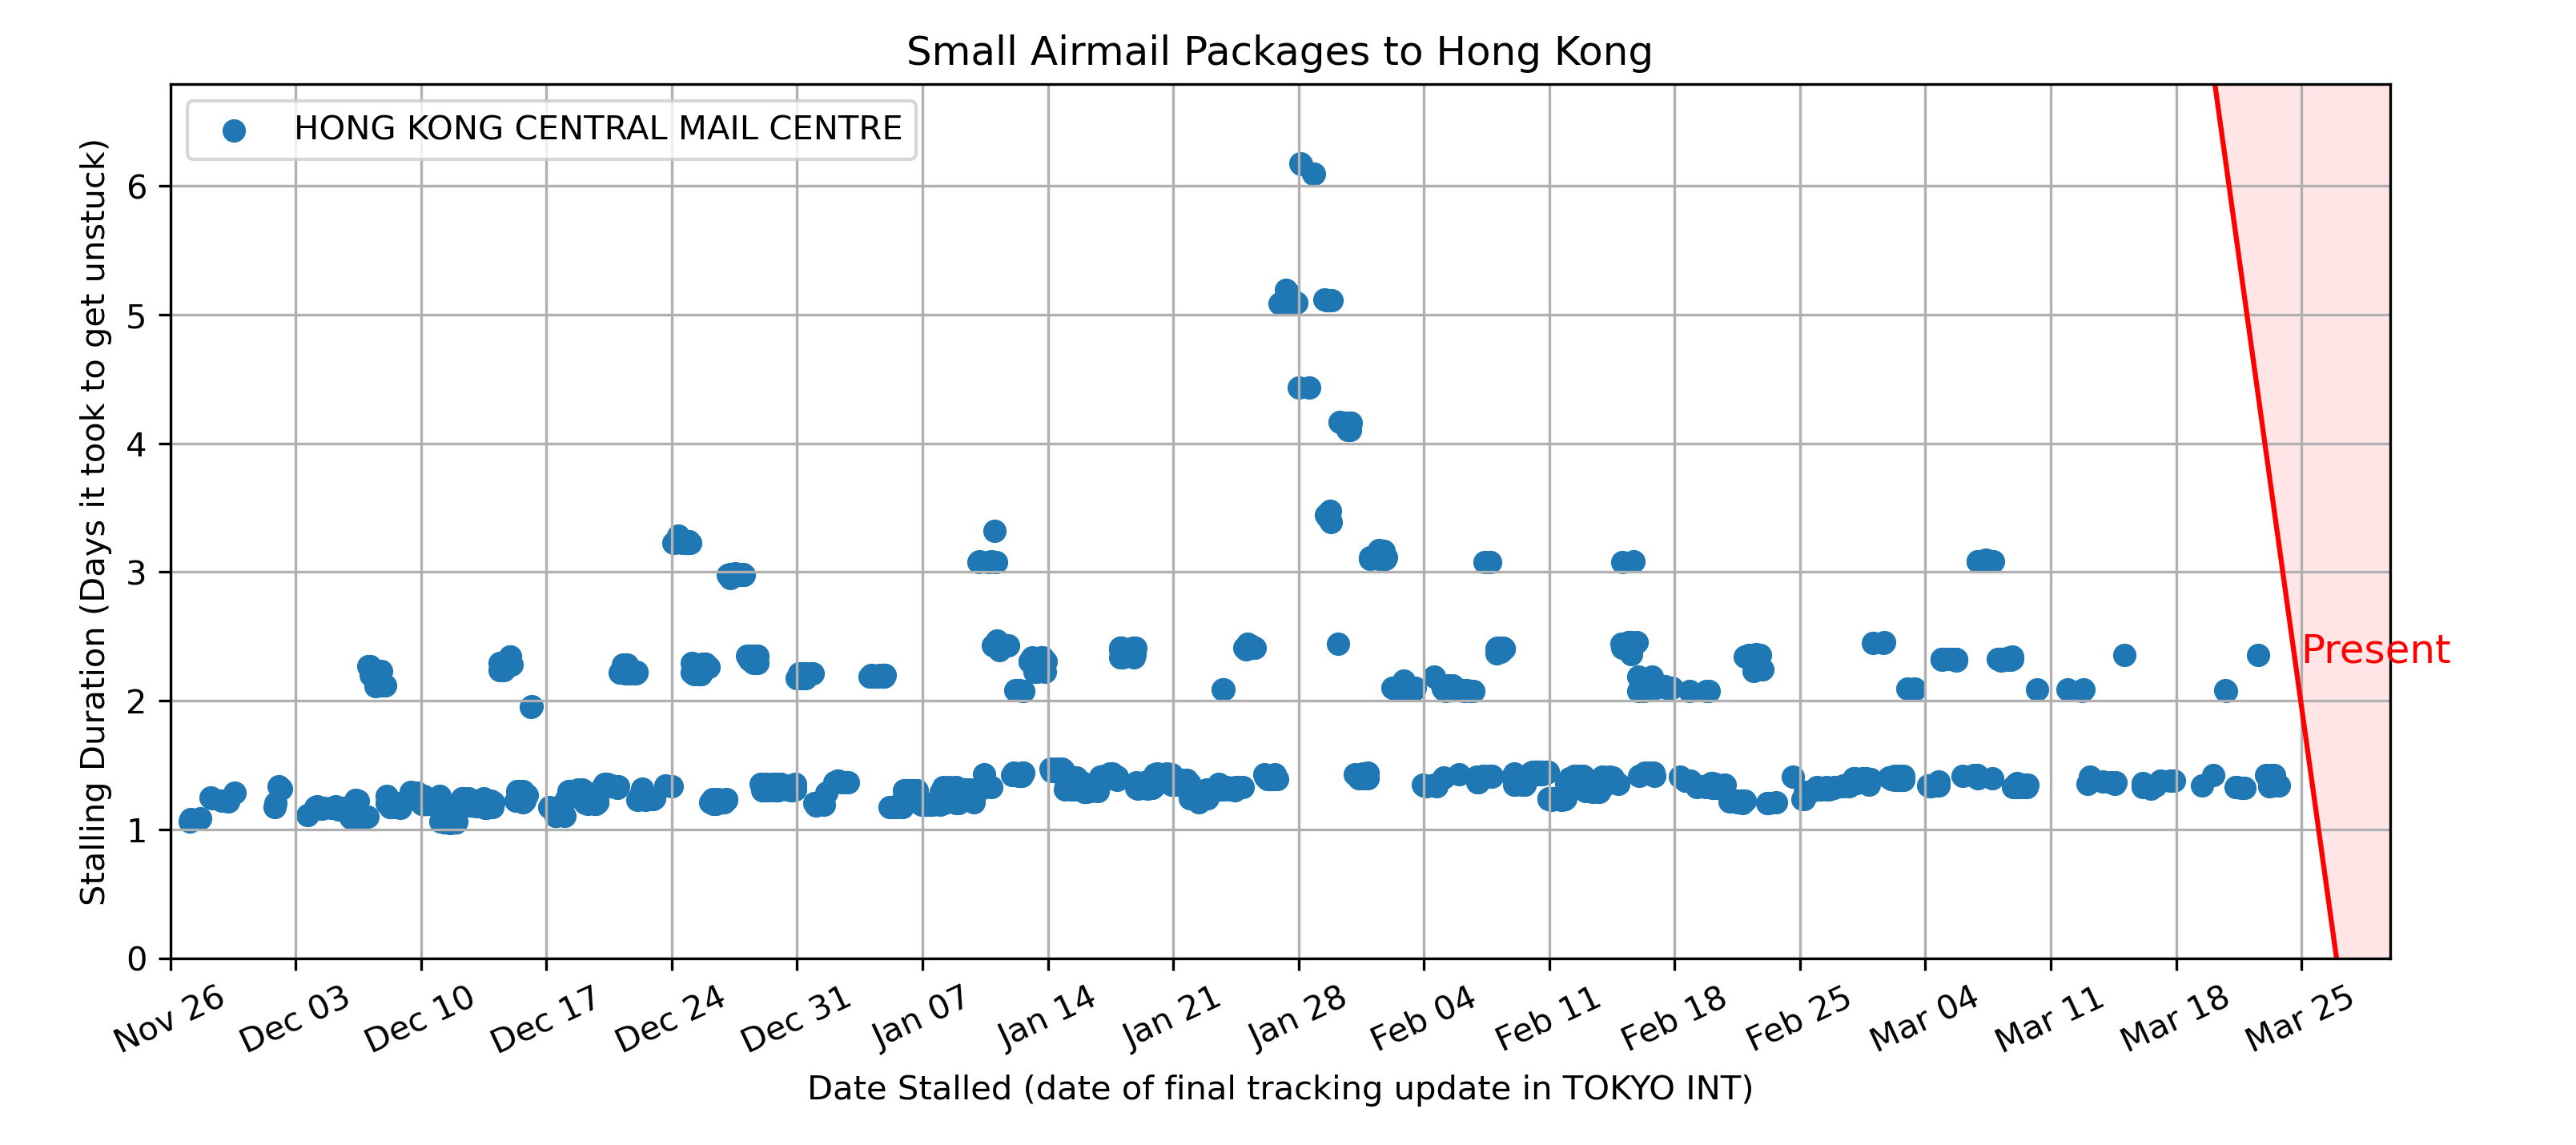 Small Airmail Packages to Hong Kong
HONG KONG CENTRAL MAIL CENTRE
Stalling Duration (Days it took to get unstuck)
6
5
4
3
2
1
0
Present
Nov 26
Dec 03
Dec 10
Dec 17
Dec 24
Dec 31
Jan 07
Jan 14
Jan 21
Jan 28
Feb 04
Feb 11
Feb 18
Feb 25
Mar 04
Mar 11
Mar 18
Mar 25
Date Stalled (date of final tracking update in TOKYO INT)